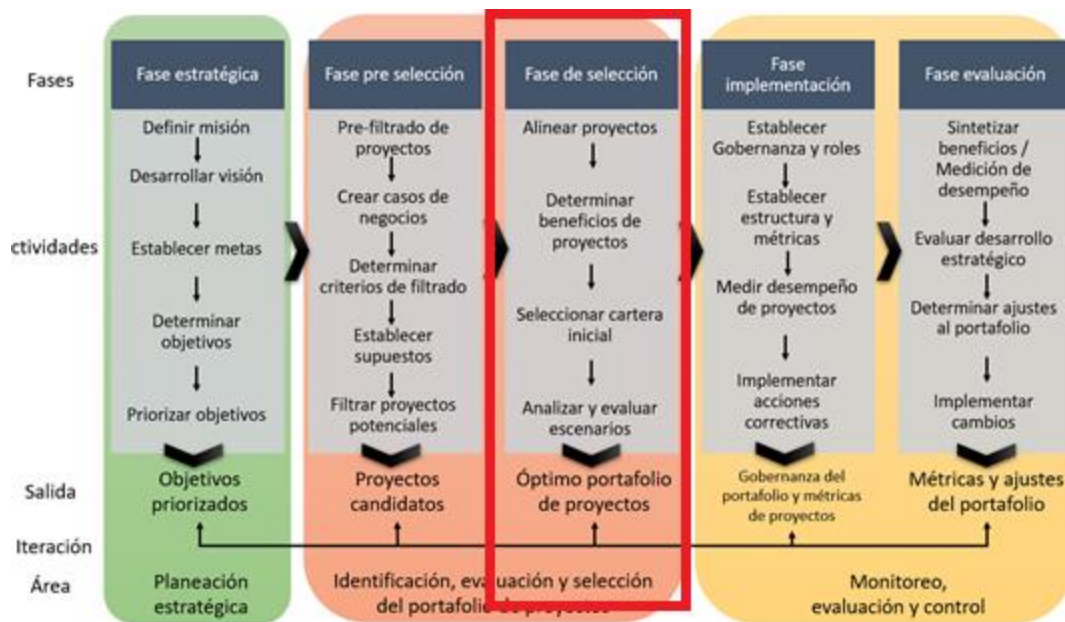 Fases
Fase estratégica
Fase pre selección
Fase de selección
Fase
implementación
Fase evaluación
ctividades
Definir misión
Desarrollar visión
Establecer metas
Determinar
objetivos
Priorizar objetivos
Pre-filtrado de
proyectos
Crear casos de
negocios
Determinar
criterios de filtrado
Establecer
supuestos
Filtrar proyectos
potenciales
Alinear proyectos
Determinar
beneficios de
proyectos
Seleccionar cartera
inicial
Analizar y evaluar
escenarios
Establecer
Gobernanza y roles
Establecer
estructura y
métricas
Medir desempeño
de proyectos
Implementar
acciones
correctivas
Sintetizar
beneficios /
Medición de
desempeño
Evaluar desarrollo
estratégico
Determinar ajustes
al portafolio
Implementar
cambios
Salida
Objetivos
priorizados
Proyectos
candidatos
Óptimo portafolio
de proyectos
Gobernanza del
portafolio y métricas
de proyectos
Métricas y ajustes
del portafolio
Iteración
Área
Planeación
estratégica
Identificación, evaluación y selección
del portafolio de proyectos
Monitoreo,
evaluación y control